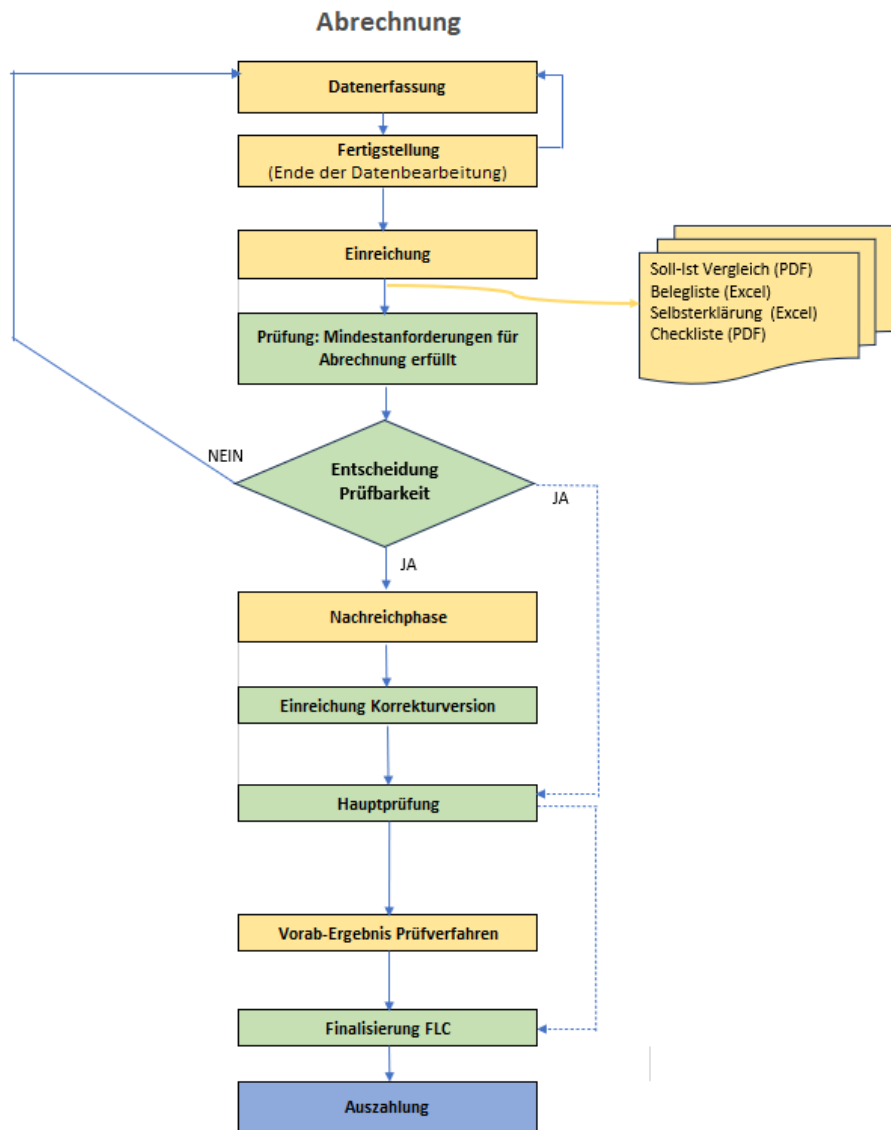 Abrechnung
Datenerfassung
Fertigstellung
(Ende der Datenbearbeitung)
Einreichung
Soll-Ist Vergleich (PDF)
Belegliste (Excel)
Selbsterklärung (Excel)
Checkliste (PDF)
Prüfung: Mindestanforderungen für
Abrechnung erfüllt
NEIN
Entscheidung
Prüfbarkeit
JA
JA
Nachreichphase
Einreichung Korrekturversion
Hauptprüfung
Vorab-Ergebnis Prüfverfahren
Finalisierung FLC
Auszahlung